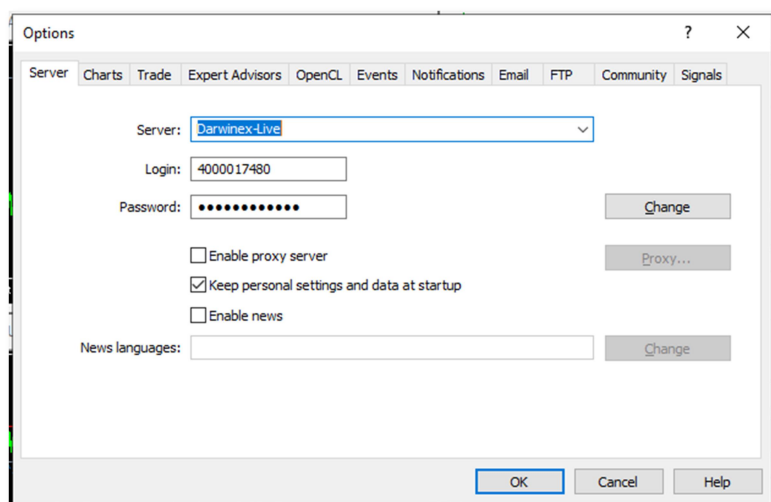 Options ?
Server Charts Trade Expert Advisors OpenCL Events Notifications Email FTP Community Signals
Server: Darwinex-Live
Login: 4000017480
Password: ●●●●●●●●●●●● Change
Enable proxy server Proxy...
Keep personal settings and data at startup
Enable news
News languages: Change
OK Cancel Help